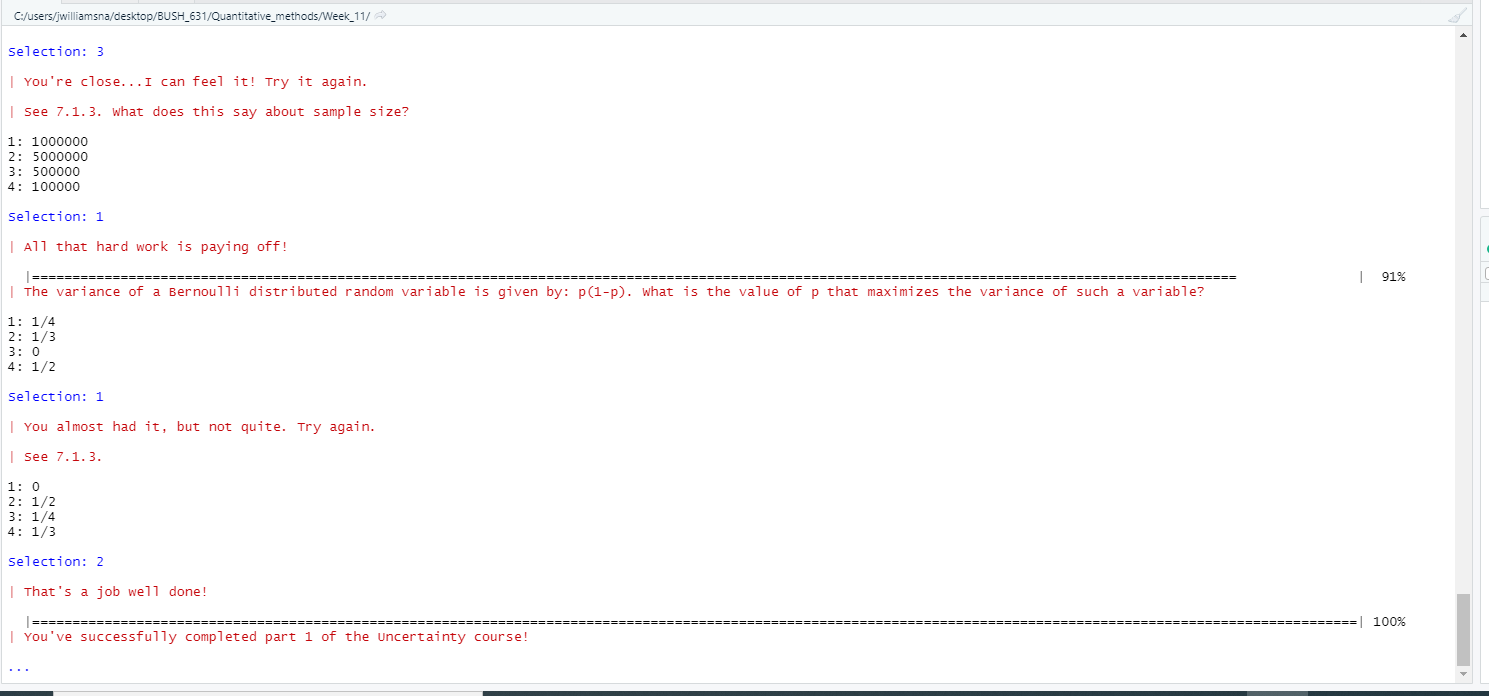 C:/users/jwilliamsna/desktop/BUSH_631/Quantitative_methods/Week_11/
Selection: 3
| You're close...I can feel it! Try it again.
| See 7.1.3. What does this say about sample size?
1: 1000000
2: 5000000
3: 500000
4: 100000
Selection: 1
| All that hard work is paying off!
|======================================================================================================================================================          |  91%
| The variance of a Bernoulli distributed random variable is given by: p(1-p). What is the value of p that maximizes the variance of such a variable?
1: 1/4
2: 1/3
3: 0
4: 1/2
Selection: 1
| You almost had it, but not quite. Try again.
| See 7.1.3.
1: 0
2: 1/2
3: 1/4
4: 1/3
Selection: 2
| That's a job well done!
|=====================================================================================================================================================================| 100%
| You've successfully completed part 1 of the Uncertainty course!
...